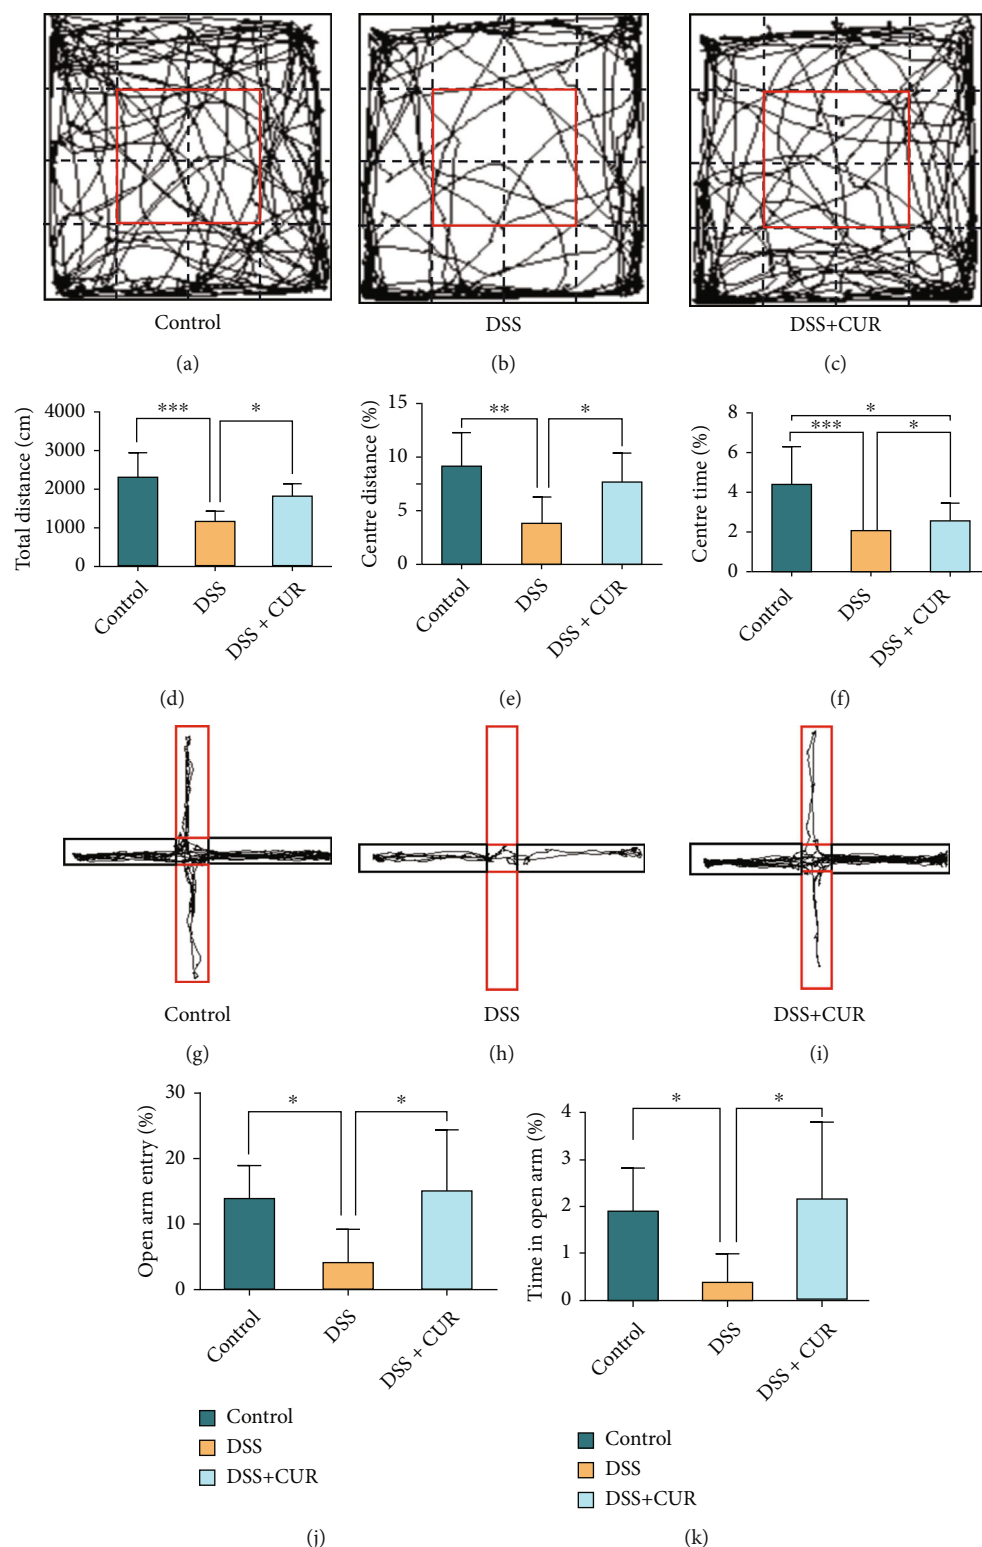 Control
DSS
DSS+CUR
(a)
(b)
(c)
Total distance (cm)
4000
3000
2000
1000
0
***
*
Control
DSS
DSS + CUR
(d)
Centre distance (%)
15
10
5
0
**
*
Control
DSS
DSS + CUR
(e)
Centre time (%)
8
6
4
2
0
*
***
*
Control
DSS
DSS + CUR
(f)
Control
DSS
DSS+CUR
(g)
(h)
(i)
Open arm entry (%)
30
20
10
0
*
*
Control
DSS
DSS + CUR
Control
DSS
DSS+CUR
(j)
Time in open arm (%)
4
3
2
1
0
*
*
Control
DSS
DSS + CUR
Control
DSS
DSS+CUR
(k)